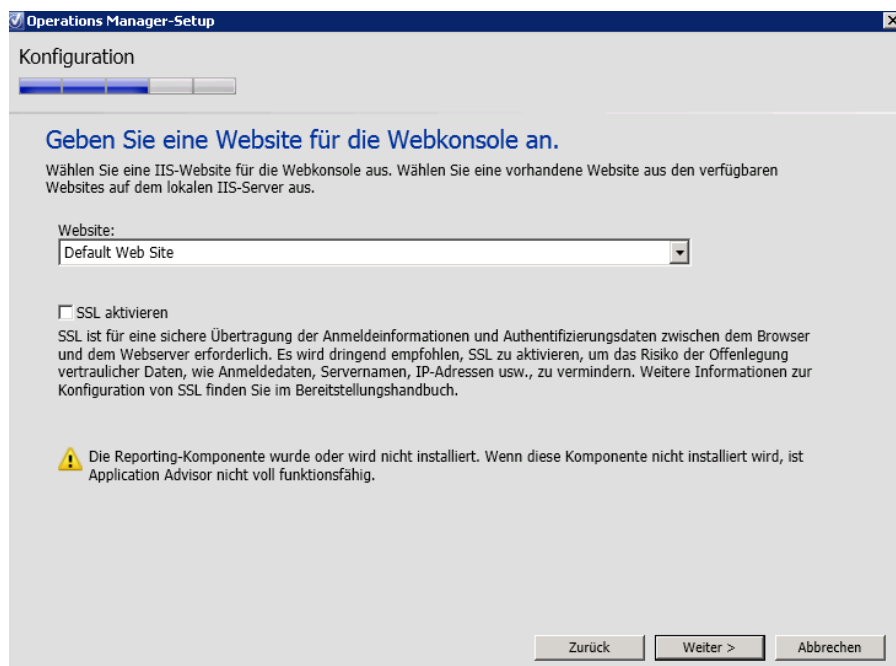 Operations Manager-Setup
Konfiguration
Geben Sie eine Website für die Webkonsole an.
Wählen Sie eine IIS-Website für die Webkonsole aus. Wählen Sie eine vorhandene Website aus den verfügbaren
Websites auf dem lokalen IIS-Server aus.
Website:
Default Web Site
SSL aktivieren
SSL ist für eine sichere Übertragung der Anmeldeinformationen und Authentifizierungsdaten zwischen dem Browser
und dem Webserver erforderlich. Es wird dringend empfohlen, SSL zu aktivieren, um das Risiko der Offenlegung
vertraulicher Daten, wie Anmeldedaten, Servernamen, IP-Adressen usw., zu vermindern. Weitere Informationen zur
Konfiguration von SSL finden Sie im Bereitstellungshandbuch.
Die Reporting-Komponente wurde oder wird nicht installiert. Wenn diese Komponente nicht installiert wird, ist
Application Advisor nicht voll funktionsfähig.
Zurück Weiter > Abbrechen